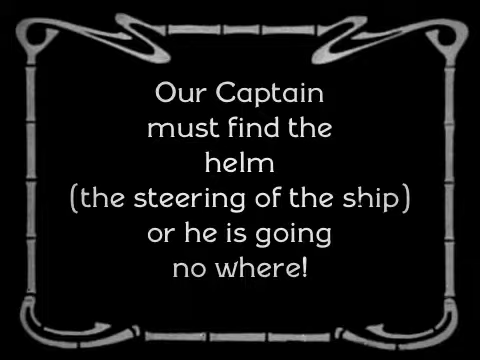 Our Captain
must find the
helm
(the steering of the ship)
or he is going
no where!